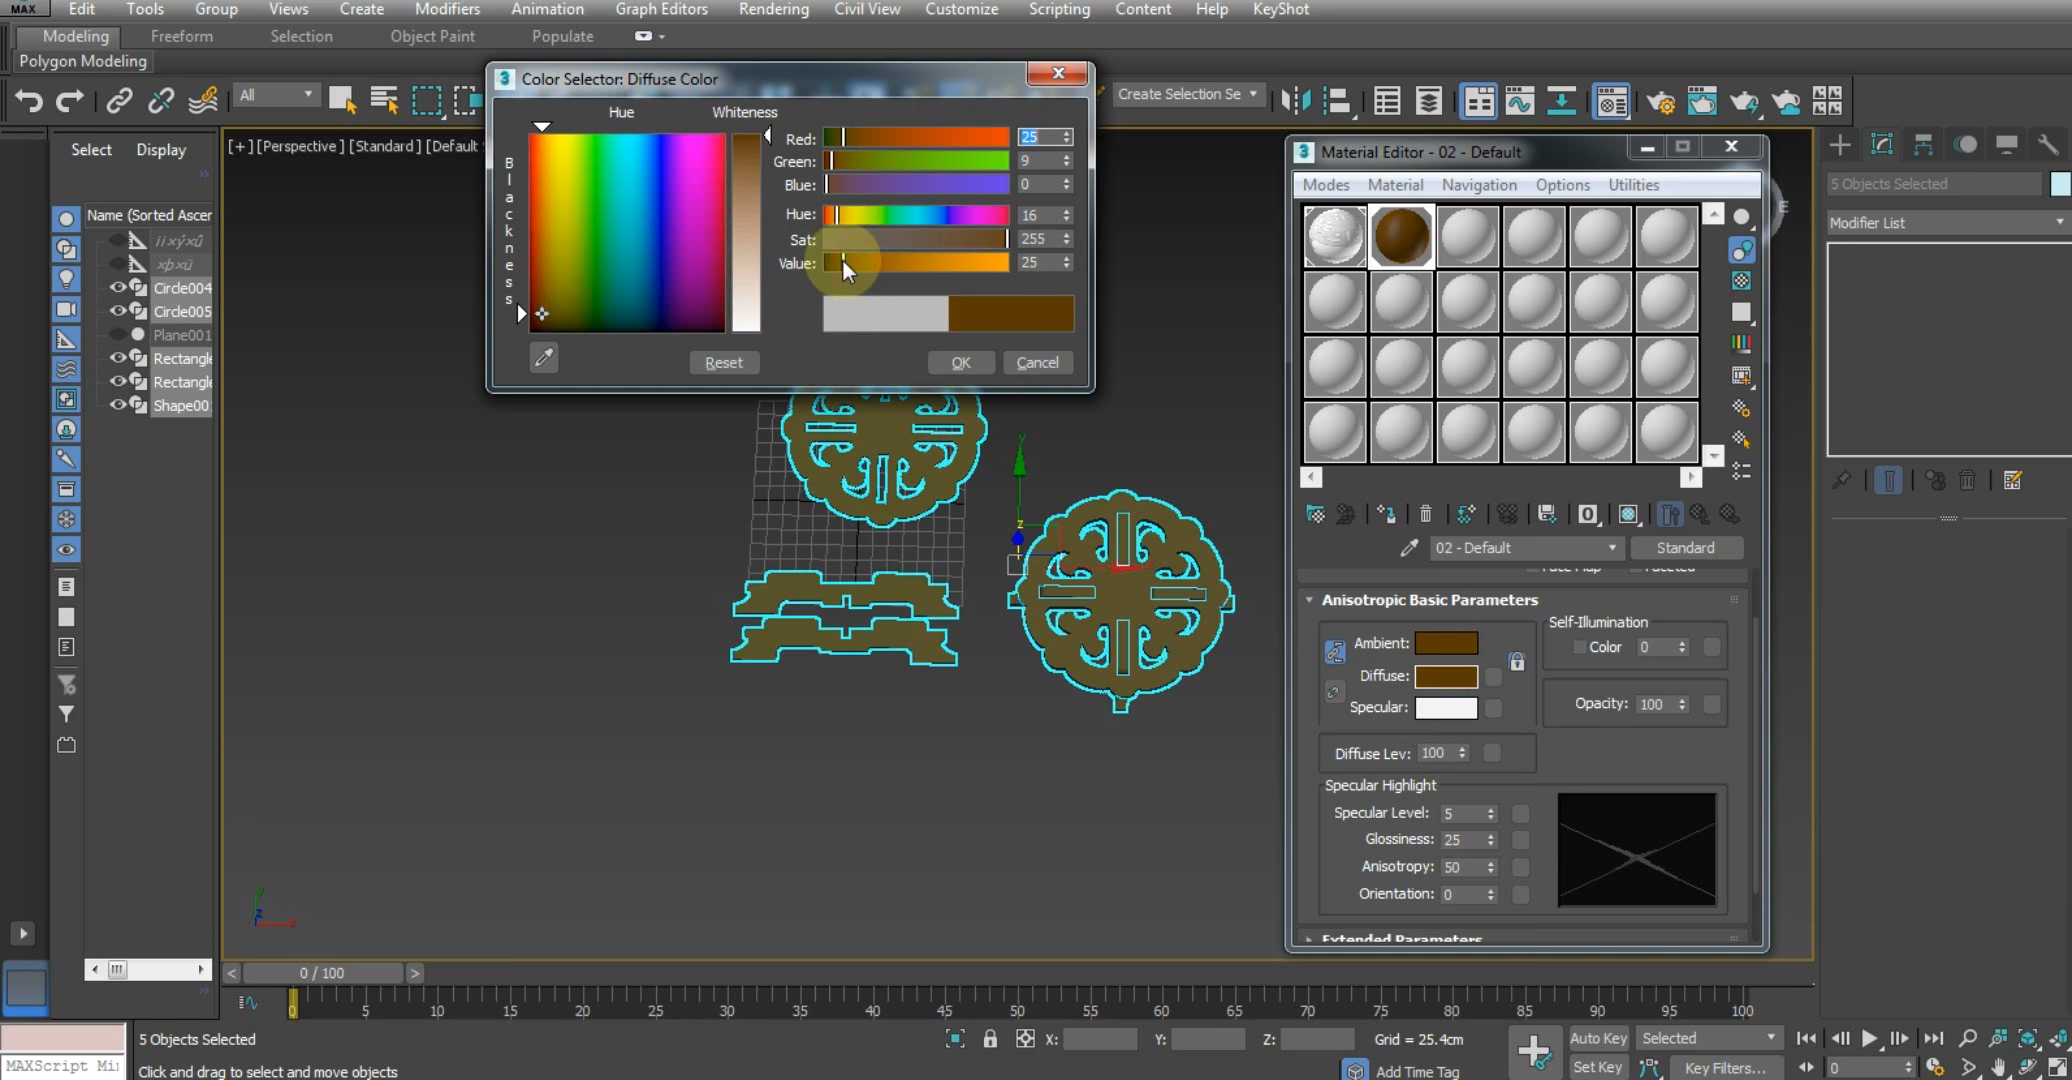 MAX Edit Tools Group Views Create Modifiers Animation Graph Editors Rendering Civil View Customize Scripting Content Help KeyShot
Modeling Freeform Selection Object Paint Populate
Polygon Modeling
All
Create Selection Se
Color Selector: Diffuse Color
Hue Whiteness
Blackness
Red: 25
Green: 9
Blue: 0
Hue: 16
Sat: 255
Value: 25
Reset OK Cancel
Select Display
Name (Sorted Ascer
Circle004
Circle005
Plane001
Rectangle
Rectangle
Shape00
[+] [Perspective ] [Standard ] [Default
y
z
E
Material Editor - 02 - Default
Modes Material Navigation Options Utilities
02 - Default Standard
Anisotropic Basic Parameters
Ambient:
Diffuse:
Specular:
Self-Illumination
Color 0
Opacity: 100
Diffuse Lev: 100
Specular Highlight
Specular Level: 5
Glossiness: 25
Anisotropy: 50
Orientation: 0
Extended Parameters
5 Objects Selected
Modifier List
< 0 / 100 >
0 5 10 15 20 25 30 35 40 45 50 55 60 65 70 75 80 85 90 95 100
5 Objects Selected
X: Y: Z: Grid = 25.4cm
Auto Key Selected
MAXScript Mi
Click and drag to select and move objects
Add Time Tag
Set Key Key Filters...
0